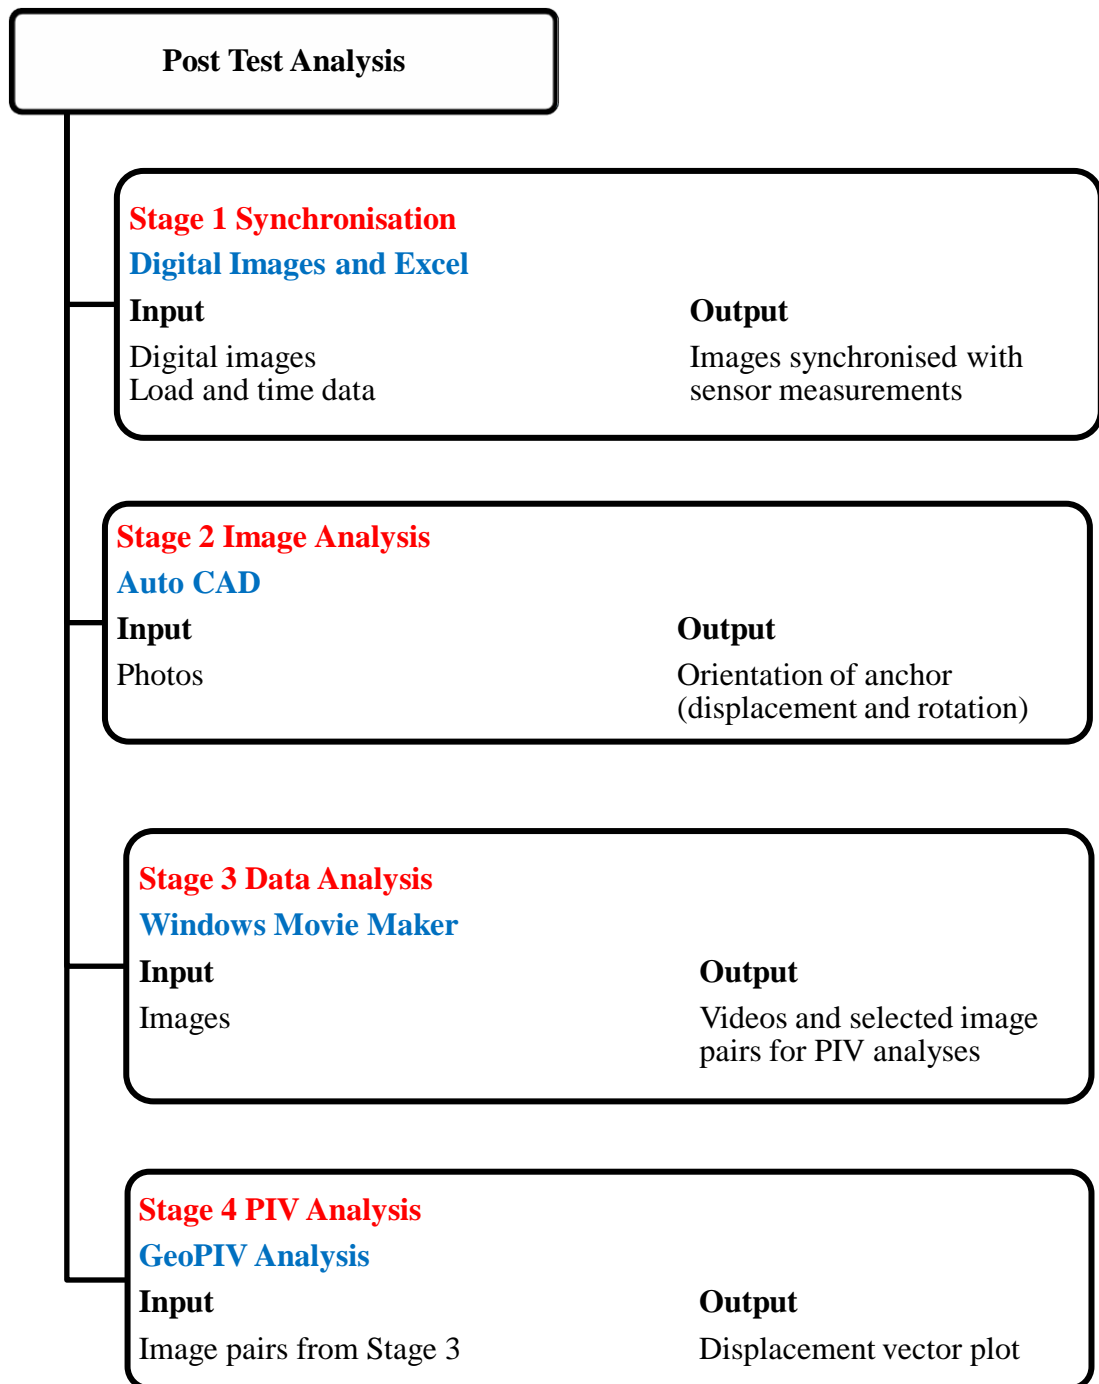 Post Test Analysis
Stage 1 Synchronisation
Digital Images and Excel
Input
Output
Digital images
Load and time data
Images synchronised with
sensor measurements
Stage 2 Image Analysis
Auto CAD
Input
Output
Photos
Orientation of anchor
(displacement and rotation)
Stage 3 Data Analysis
Windows Movie Maker
Input
Output
Images
Videos and selected image
pairs for PIV analyses
Stage 4 PIV Analysis
GeoPIV Analysis
Input
Output
Image pairs from Stage 3
Displacement vector plot